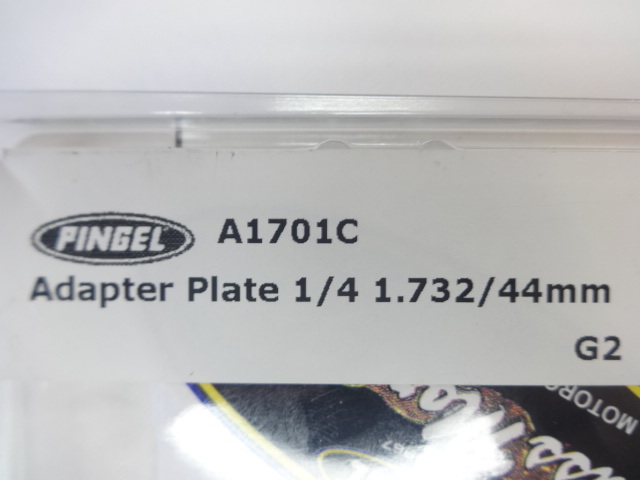 PINGEL A1701C
Adapter Plate 1/4 1.732/44mm
G2